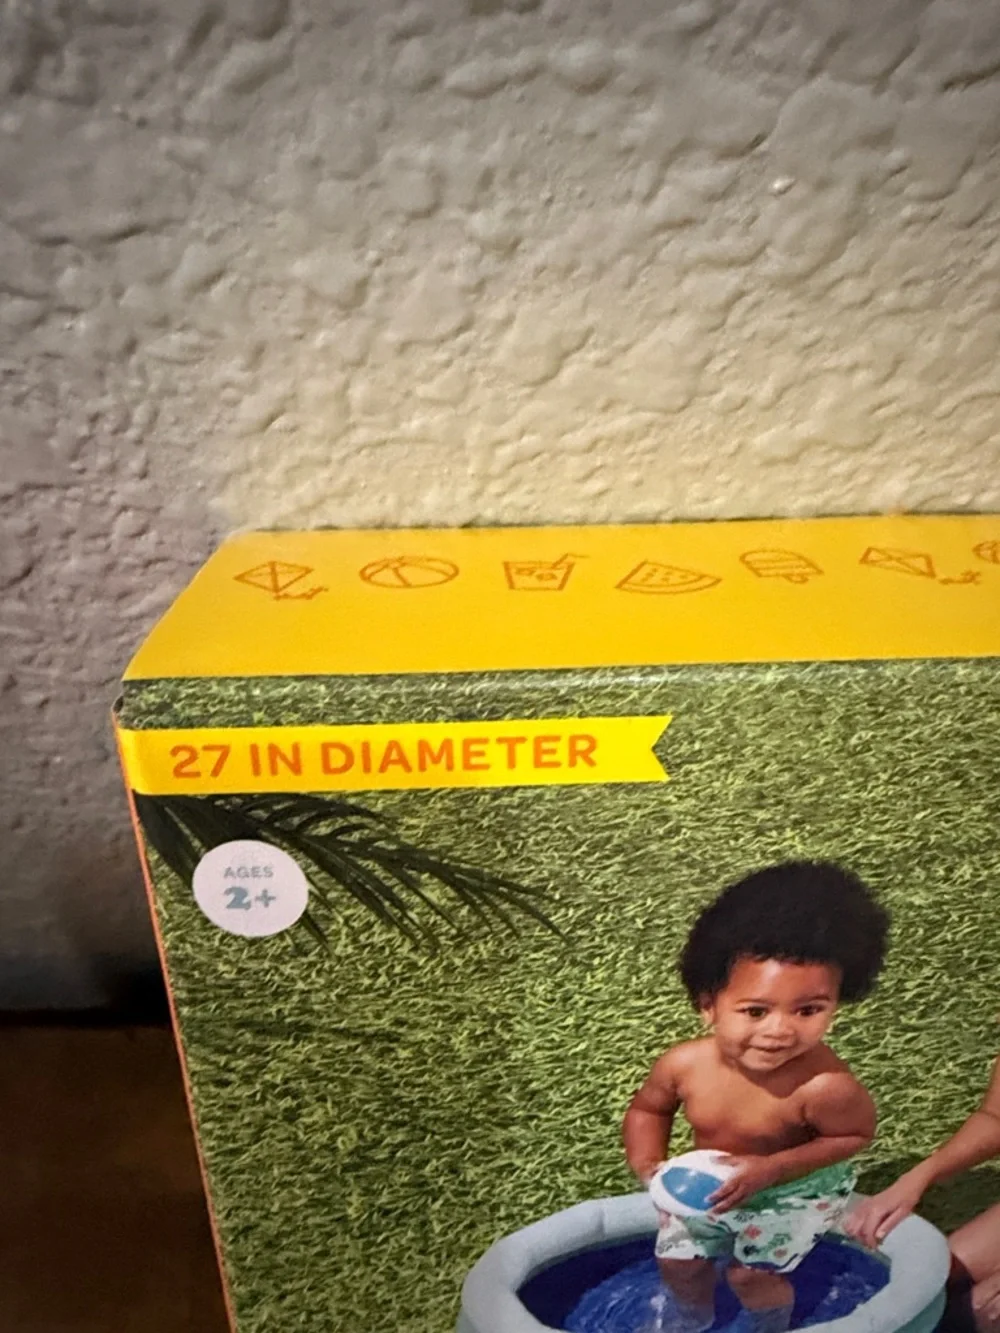 27 IN DIAMETER
AGES
2+